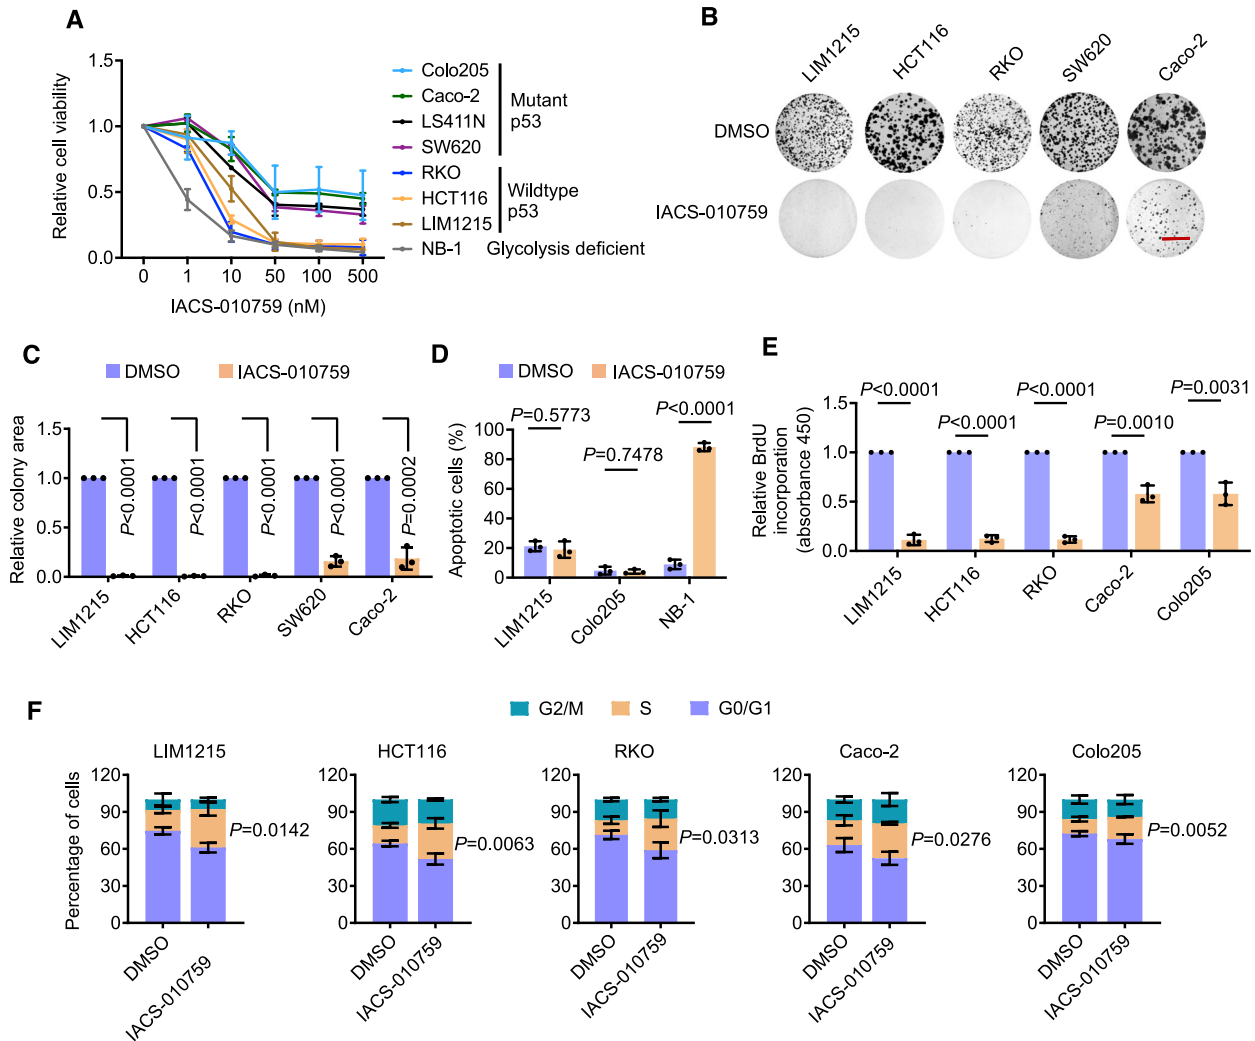 A
1.5
1.0
0.5
0.0
Relative cell viability
0 1 10 50 100 500
IACS-010759 (nM)
Colo205
Caco-2
LS411N
SW620
RKO
HCT116
LIM1215
NB-1
Mutant
p53
Wildtype
p53
Glycolysis deficient
B
LIM1215
HCT116
RKO
SW620
Caco-2
DMSO
IACS-010759
C
DMSO IACS-010759
Relative colony area
1.5
1.0
0.5
0.0
P<0.0001
P<0.0001
P<0.0001
P<0.0001
P=0.0002
LIM1215
HCT116
RKO
SW620
Caco-2
D
DMSO IACS-010759
Apoptotic cells (%)
100
80
60
40
20
0
P=0.5773
P=0.7478
P<0.0001
LIM1215
Colo205
NB-1
E
Relative BrdU
incorporation
(absorbance 450)
1.5
1.0
0.5
0.0
P<0.0001
P<0.0001
P<0.0001
P=0.0010
P=0.0031
LIM1215
HCT116
RKO
Caco-2
Colo205
F
G2/M S G0/G1
Percentage of cells
LIM1215
120
90
60
30
0
P=0.0142
DMSO
IACS-010759
HCT116
120
90
60
30
0
P=0.0063
DMSO
IACS-010759
RKO
120
90
60
30
0
P=0.0313
DMSO
IACS-010759
Caco-2
120
90
60
30
0
P=0.0276
DMSO
IACS-010759
Colo205
120
90
60
30
0
P=0.0052
DMSO
IACS-010759